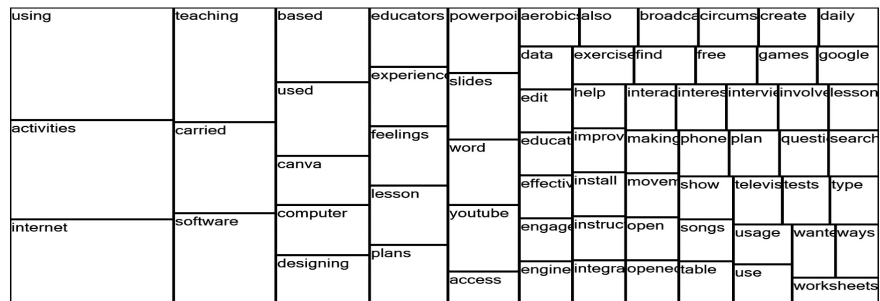 using
activities
internet
teaching
carried
software
based
used
canva
computer
designing
educators
experienc
feelings
lesson
plans
powerpoi
slides
word
youtube
access
aerobics
also
broadca
circums
create
daily
data
exercise
find
free
games
google
edit
help
interac
interes
intervie
involve
lesson
educat
improv
making
phone
plan
questi
search
effectiv
install
movem
show
televis
tests
type
engage
instruc
open
songs
usage
wante
ways
engine
integra
opened
table
use
worksheets